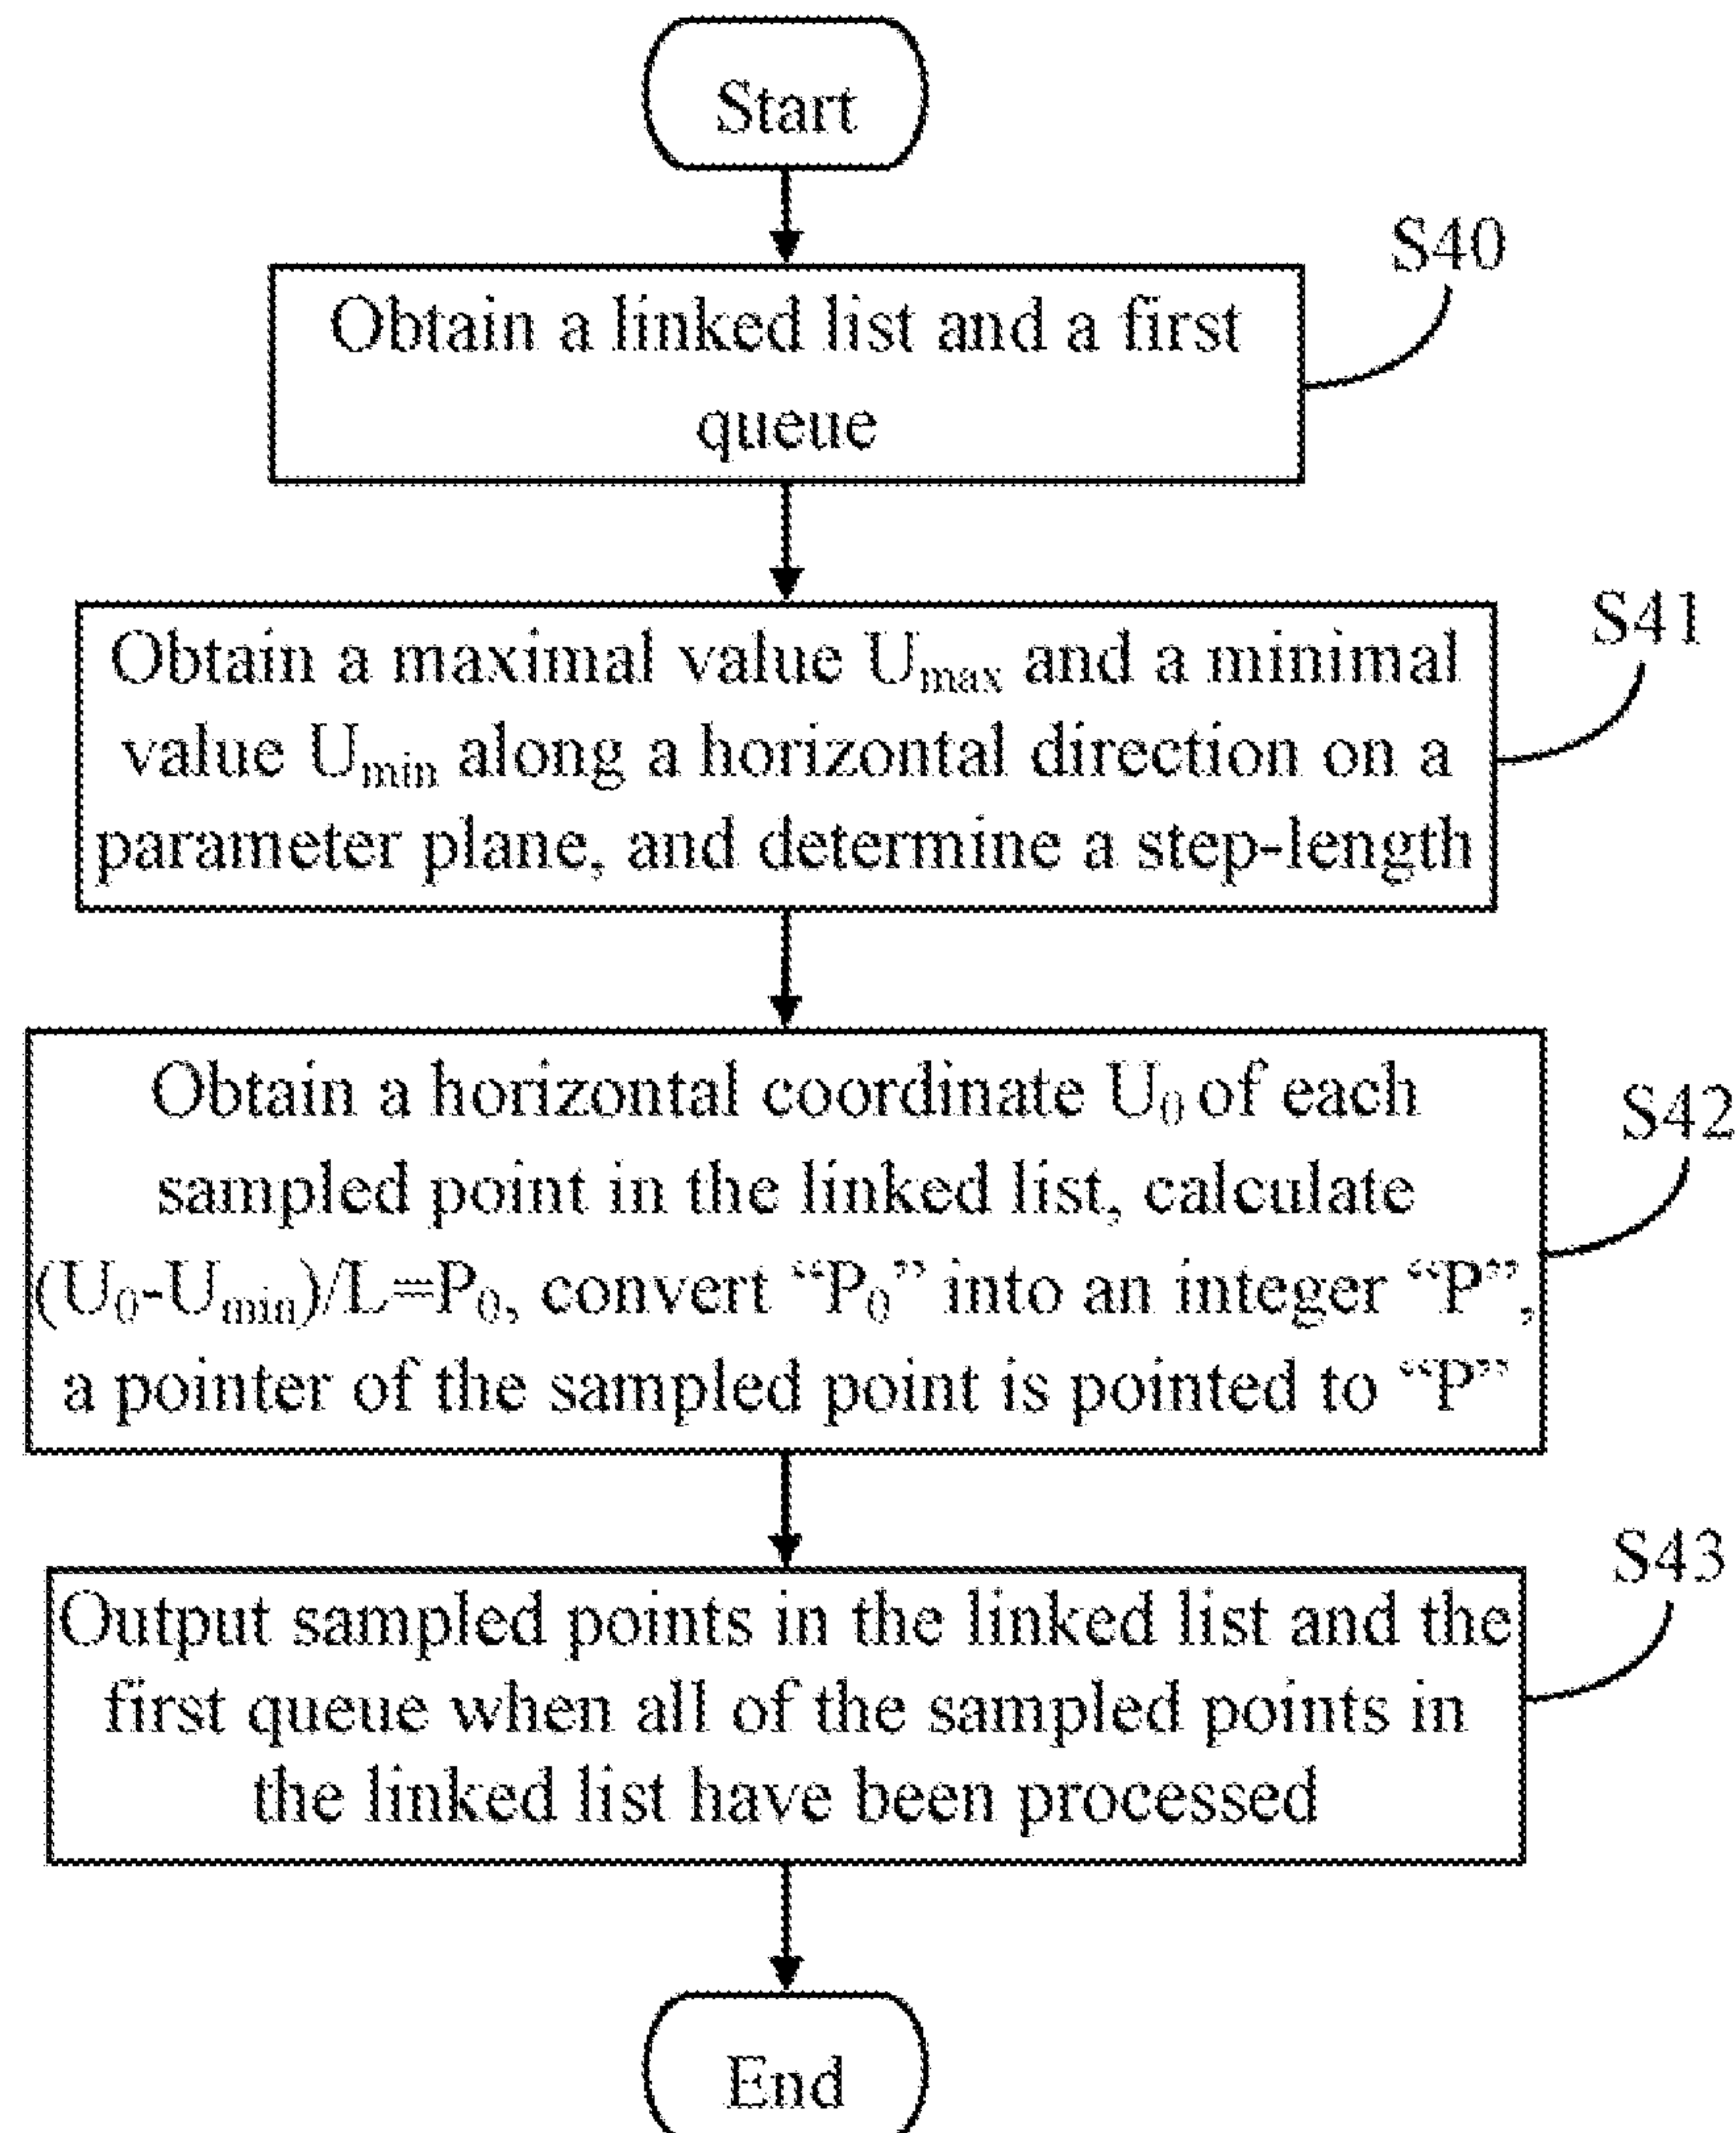 Start
S40
Obtain a linked list and a first
queue
S41
Obtain a maximal value Umax and a minimal
value Umin along a horizontal direction on a
parameter plane, and determine a step-length
S42
Obtain a horizontal coordinate U0 of each
sampled point in the linked list, calculate
(U0-Umin)/L=P0, convert “P0” into an integer “P”,
a pointer of the sampled point is pointed to “P”
S43
Output sampled points in the linked list and the
first queue when all of the sampled points in
the linked list have been processed
End